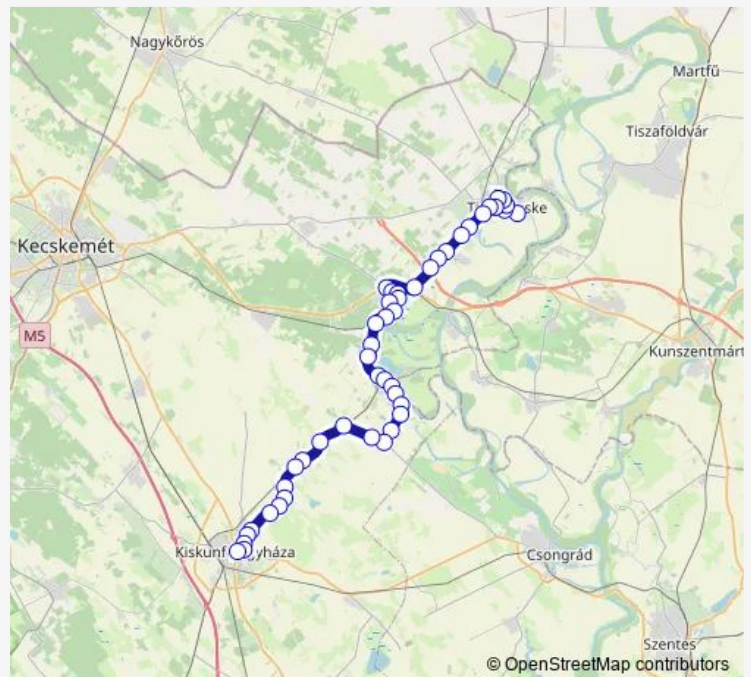 Nagykőrös
Martfű
Tiszaföldvár
Kecskemét
M5
Kunszentmárt
Csongrád
Szentes
© OpenStreetMap contributors